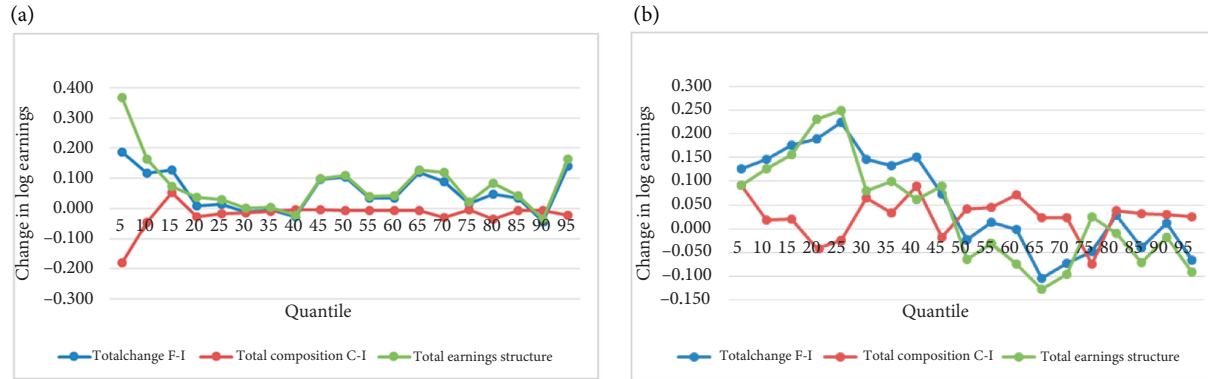 (a)
Change in log earnings
0.400
0.300
0.200
0.100
0.000
−0.100
−0.200
−0.300
5 10 15 20 25 30 35 40 45 50 55 60 65 70 75 80 85 90 95
Quantile
Totalchange F-I Total composition C-I Total earnings structure
(b)
Change in log earnings
0.300
0.250
0.200
0.150
0.100
0.050
0.000
−0.050
−0.100
−0.150
5 10 15 20 25 30 35 40 45 50 55 60 65 70 75 80 85 90 95
Quantile
Totalchange F-I Total composition C-I Total earnings structure